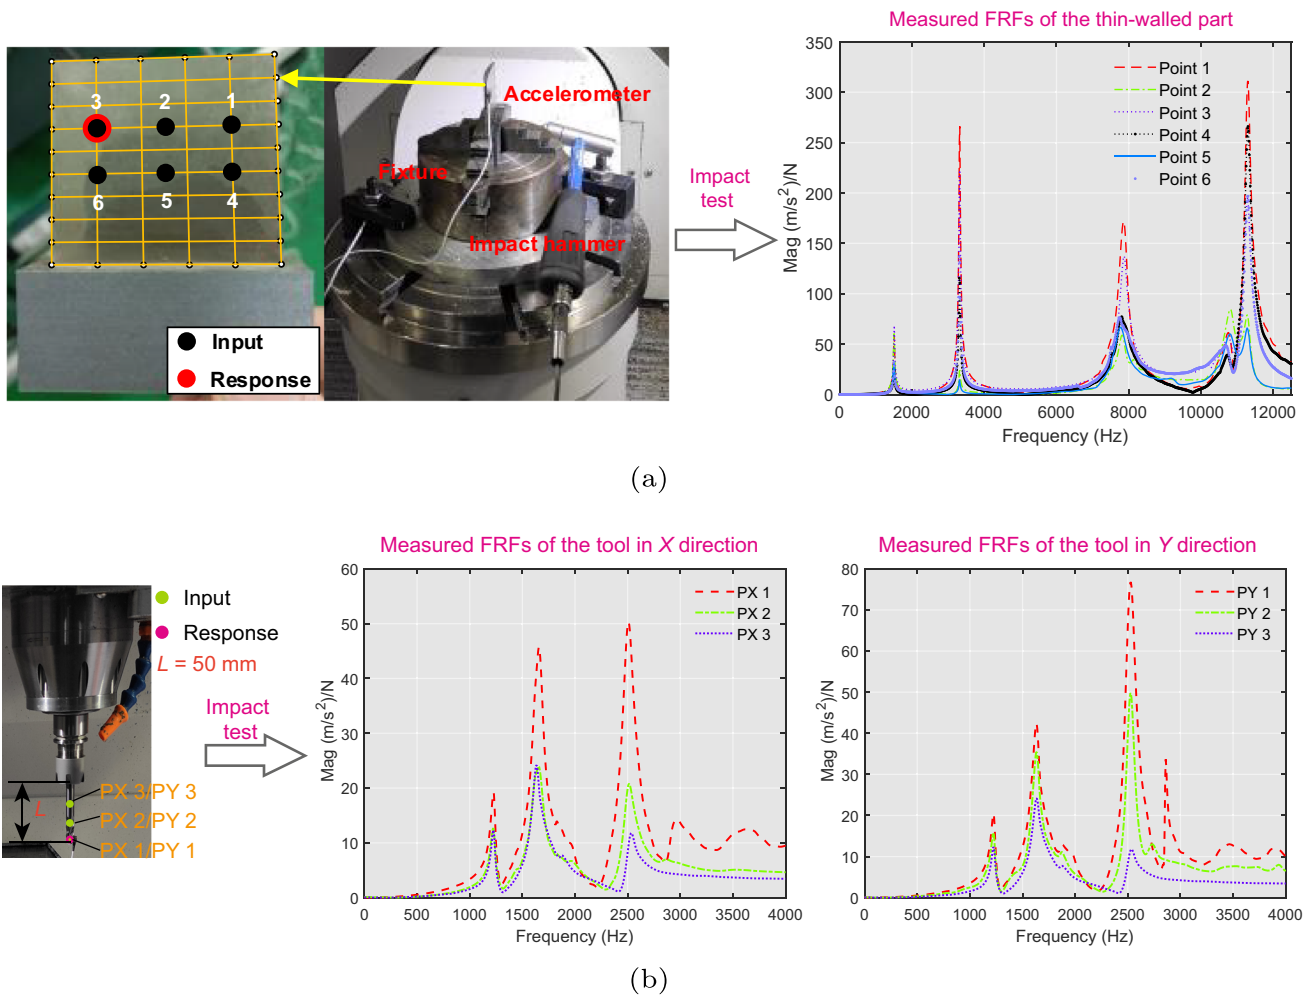 Measured FRFs of the thin-walled part
3 2 1
6 5 4
Input
Response
Accelerometer
Fixture
Impact hammer
Impact
test
Mag (m/s²)/N
350
300
250
200
150
100
50
0
Point 1
Point 2
Point 3
Point 4
Point 5
Point 6
0 2000 4000 6000 8000 10000 12000
Frequency (Hz)
(a)
Input
Response
L = 50 mm
L
PX 3/PY 3
PX 2/PY 2
PX 1/PY 1
Impact
test
Measured FRFs of the tool in X direction
Mag (m/s²)/N
60
50
40
30
20
10
0
PX 1
PX 2
PX 3
0 500 1000 1500 2000 2500 3000 3500 4000
Frequency (Hz)
Measured FRFs of the tool in Y direction
Mag (m/s²)/N
80
70
60
50
40
30
20
10
0
PY 1
PY 2
PY 3
0 500 1000 1500 2000 2500 3000 3500 4000
Frequency (Hz)
(b)